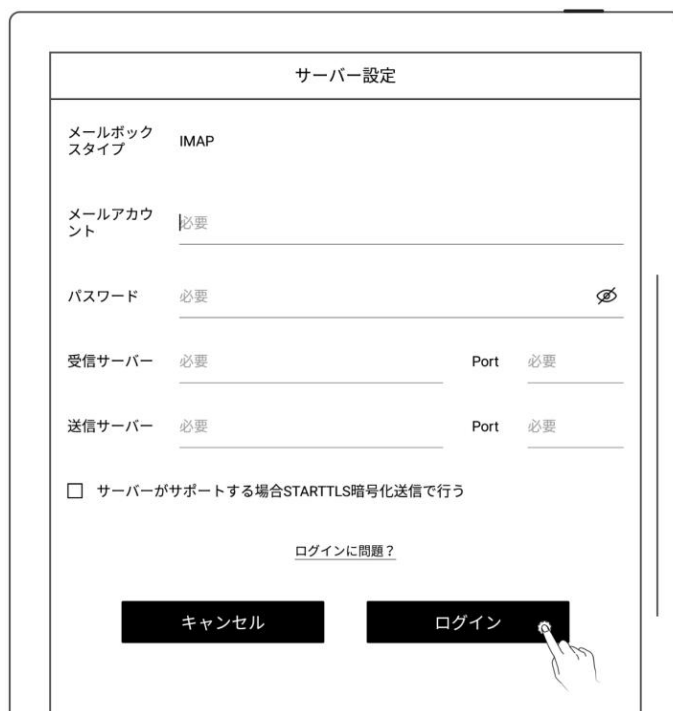 サーバー設定
メールボック
スタイプ
IMAP
メールアカウ
ント
必要
パスワード
必要
受信サーバー 必要 Port 必要
送信サーバー 必要 Port 必要
サーバーがサポートする場合STARTTLS暗号化送信で行う
ログインに問題？
キャンセル ログイン